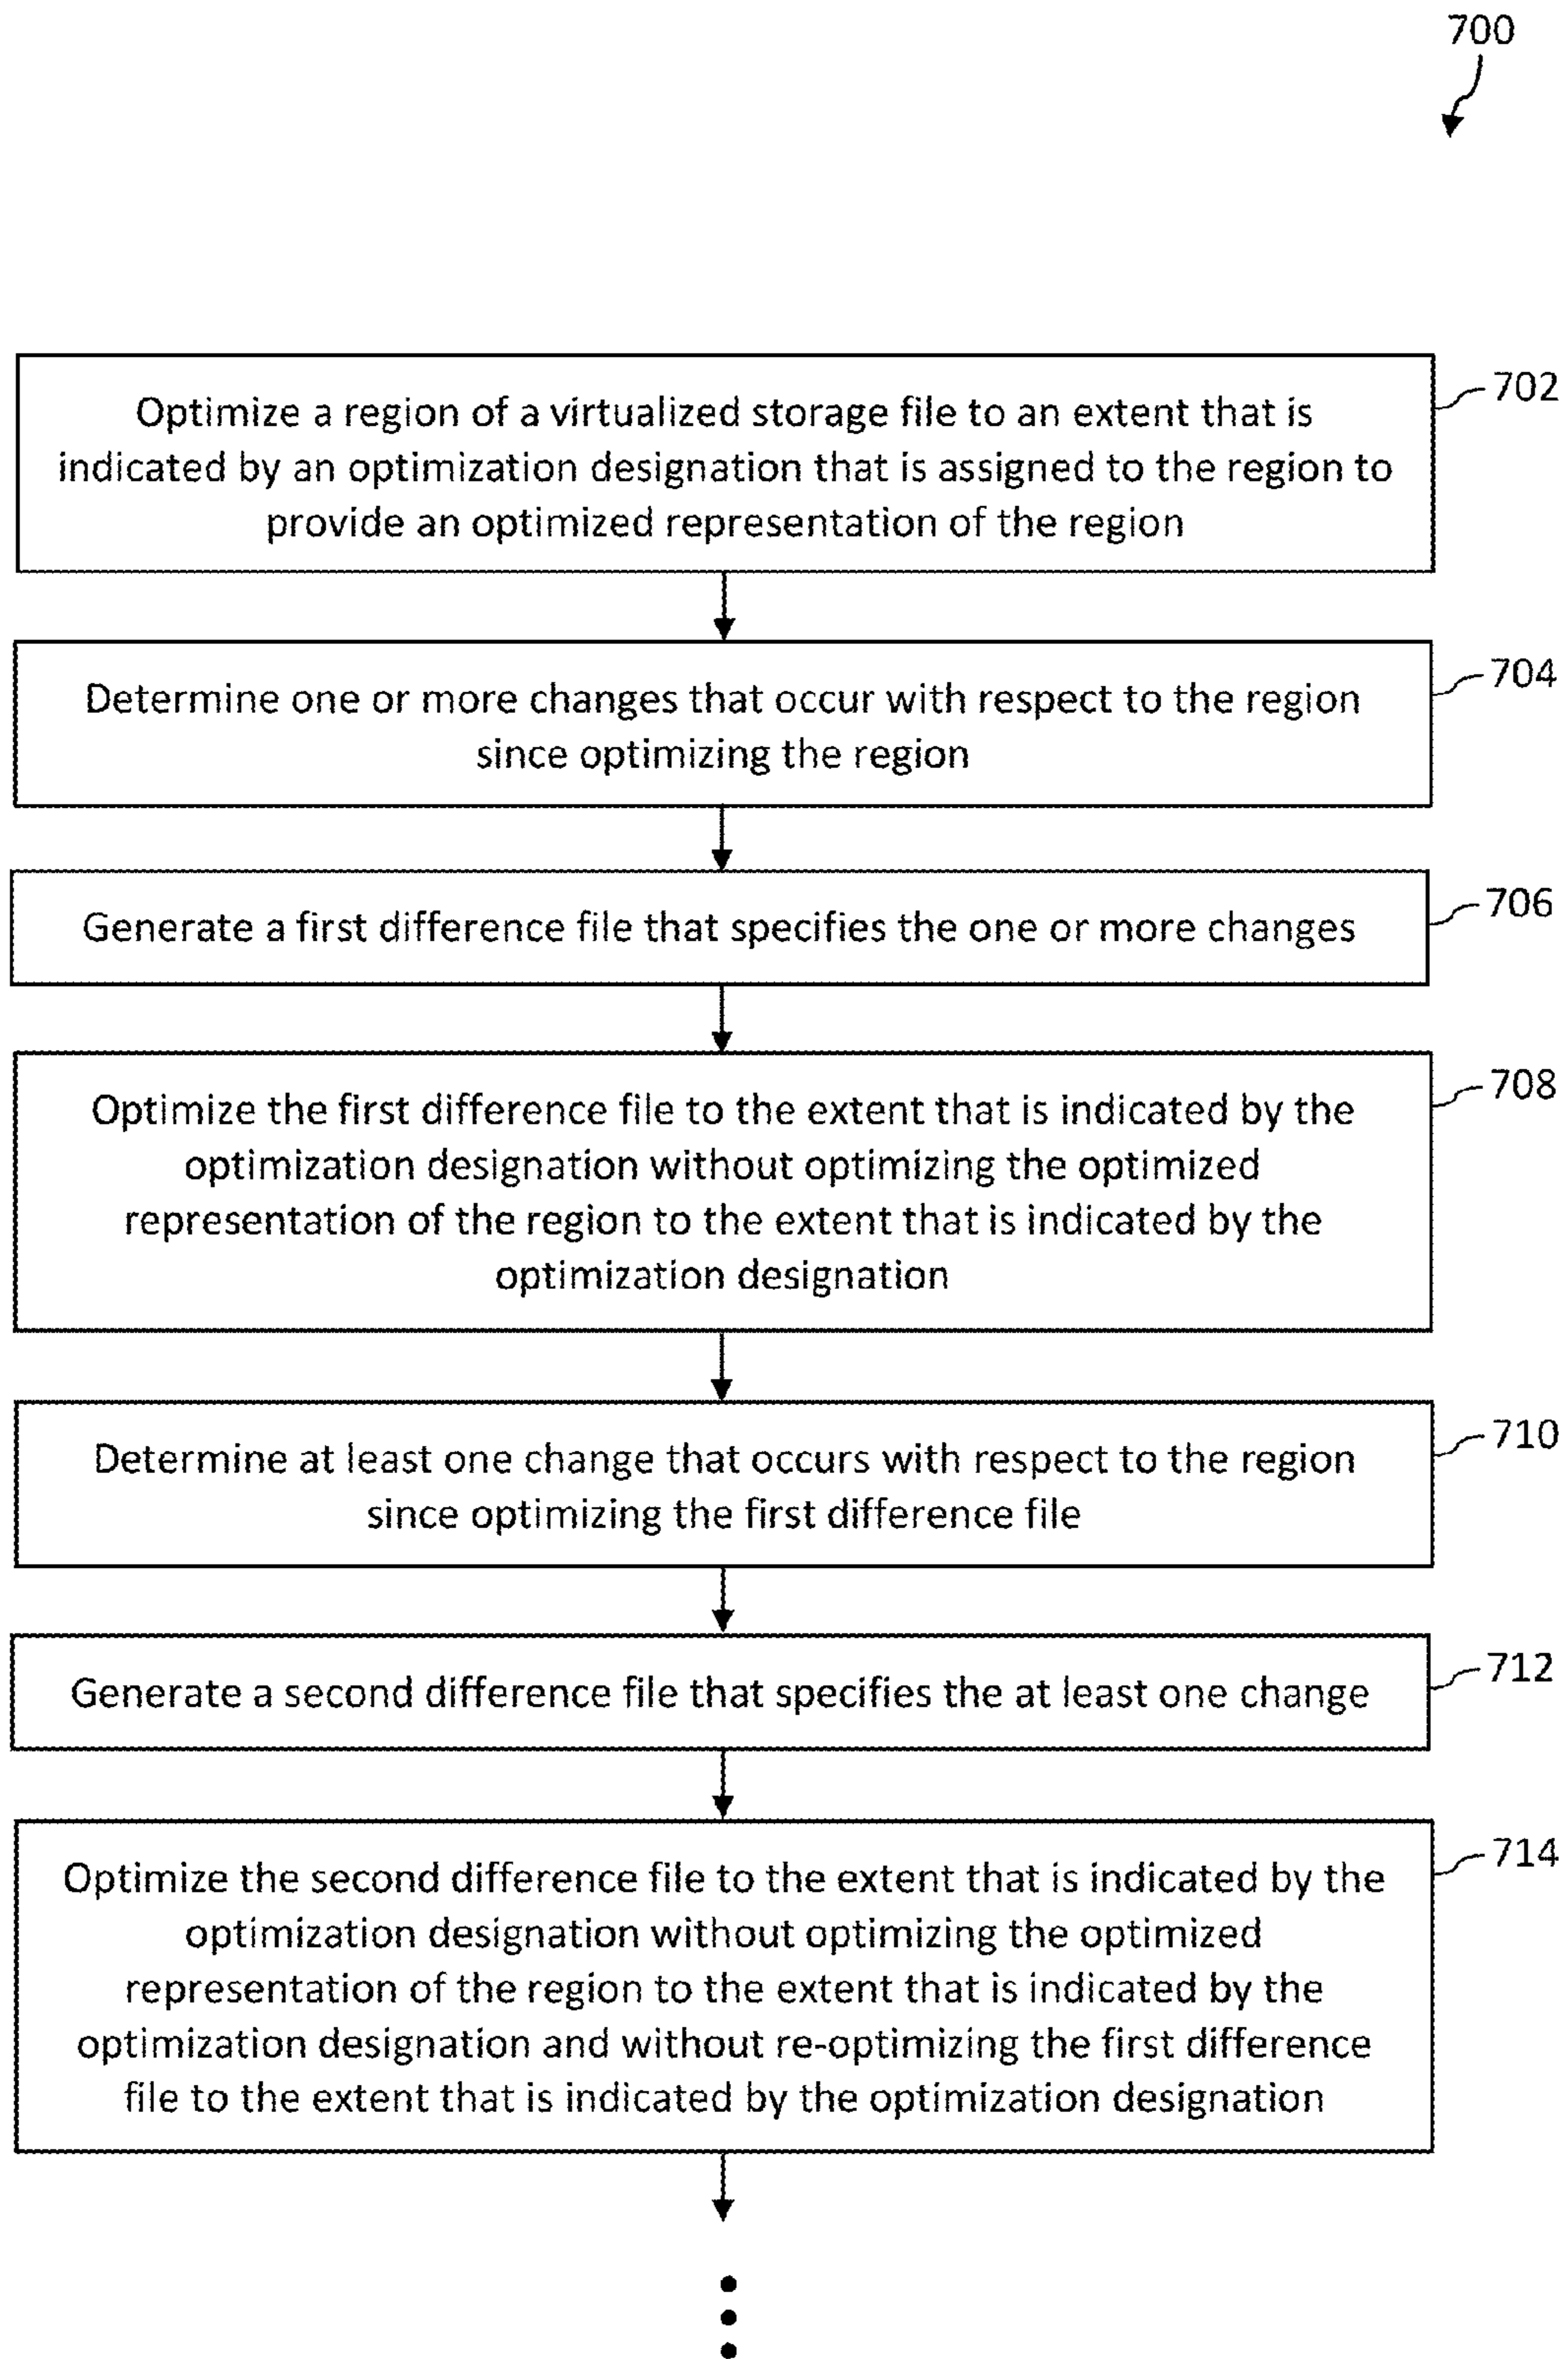 700
Optimize a region of a virtualized storage file to an extent that is
indicated by an optimization designation that is assigned to the region to
provide an optimized representation of the region
702
Determine one or more changes that occur with respect to the region
since optimizing the region
704
Generate a first difference file that specifies the one or more changes
706
Optimize the first difference file to the extent that is indicated by the
optimization designation without optimizing the optimized
representation of the region to the extent that is indicated by the
optimization designation
708
Determine at least one change that occurs with respect to the region
since optimizing the first difference file
710
Generate a second difference file that specifies the at least one change
712
Optimize the second difference file to the extent that is indicated by the
optimization designation without optimizing the optimized
representation of the region to the extent that is indicated by the
optimization designation and without re-optimizing the first difference
file to the extent that is indicated by the optimization designation
714